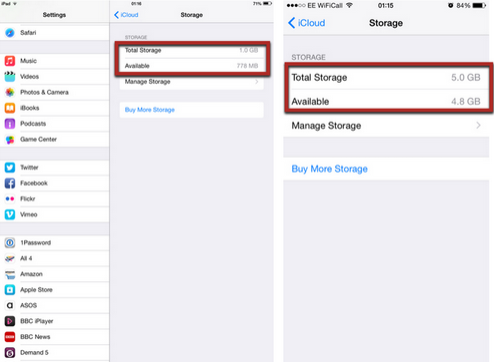 iPad
01:16
71%
Settings
iCloud
Storage
Safari
Music
Videos
Photos & Camera
iBooks
Podcasts
Game Center
Twitter
Facebook
Flickr
Vimeo
1Password
All 4
Amazon
Apple Store
ASOS
BBC iPlayer
BBC News
Demand 5
STORAGE
Total Storage 1.0 GB
Available 778 MB
Manage Storage
Buy More Storage
EE WiFiCall 01:15 84%
iCloud Storage
STORAGE
Total Storage 5.0 GB
Available 4.8 GB
Manage Storage
Buy More Storage